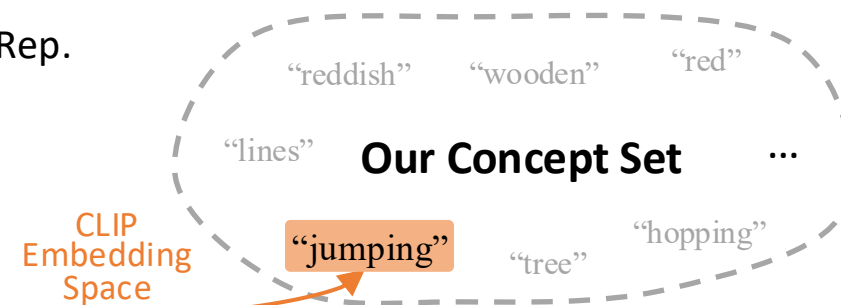 Rep.
“reddish” “wooden” “red”
“lines” Our Concept Set ...
CLIP
Embedding
Space
“jumping” “tree” “hopping”